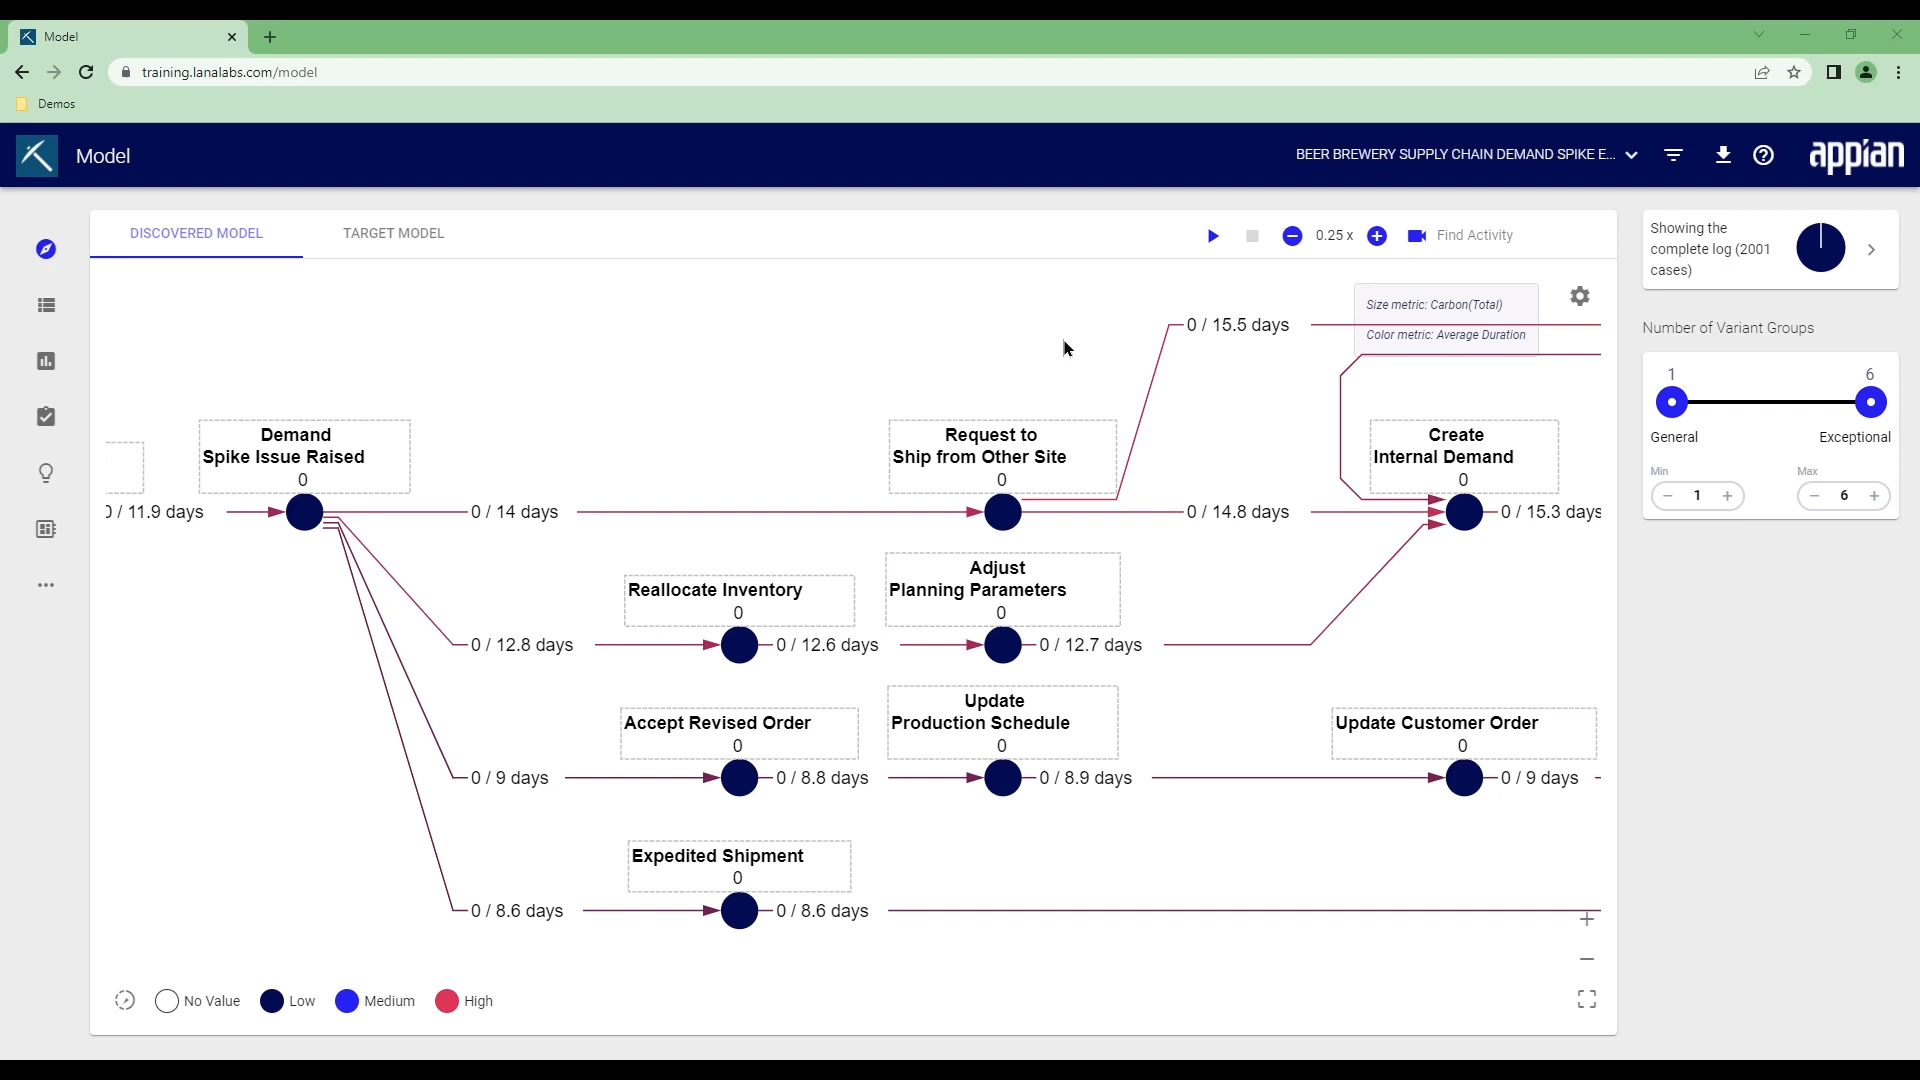 Model
training.lanalabs.com/model
Demos
Model
BEER BREWERY SUPPLY CHAIN DEMAND SPIKE E...
appian
DISCOVERED MODEL
TARGET MODEL
0.25 x
Find Activity
Size metric: Carbon(Total)
Color metric: Average Duration
0 / 15.5 days
Demand
Spike Issue Raised
0
Request to
Ship from Other Site
0
Create
Internal Demand
0
0 / 11.9 days
0 / 14 days
0 / 14.8 days
0 / 15.3 days
Reallocate Inventory
0
Adjust
Planning Parameters
0
0 / 12.8 days
0 / 12.6 days
0 / 12.7 days
Accept Revised Order
0
Update
Production Schedule
0
Update Customer Order
0
0 / 9 days
0 / 8.8 days
0 / 8.9 days
0 / 9 days
Expedited Shipment
0
0 / 8.6 days
0 / 8.6 days
No Value
Low
Medium
High
Showing the
complete log (2001
cases)
Number of Variant Groups
1
6
General
Exceptional
Min
Max
1
6